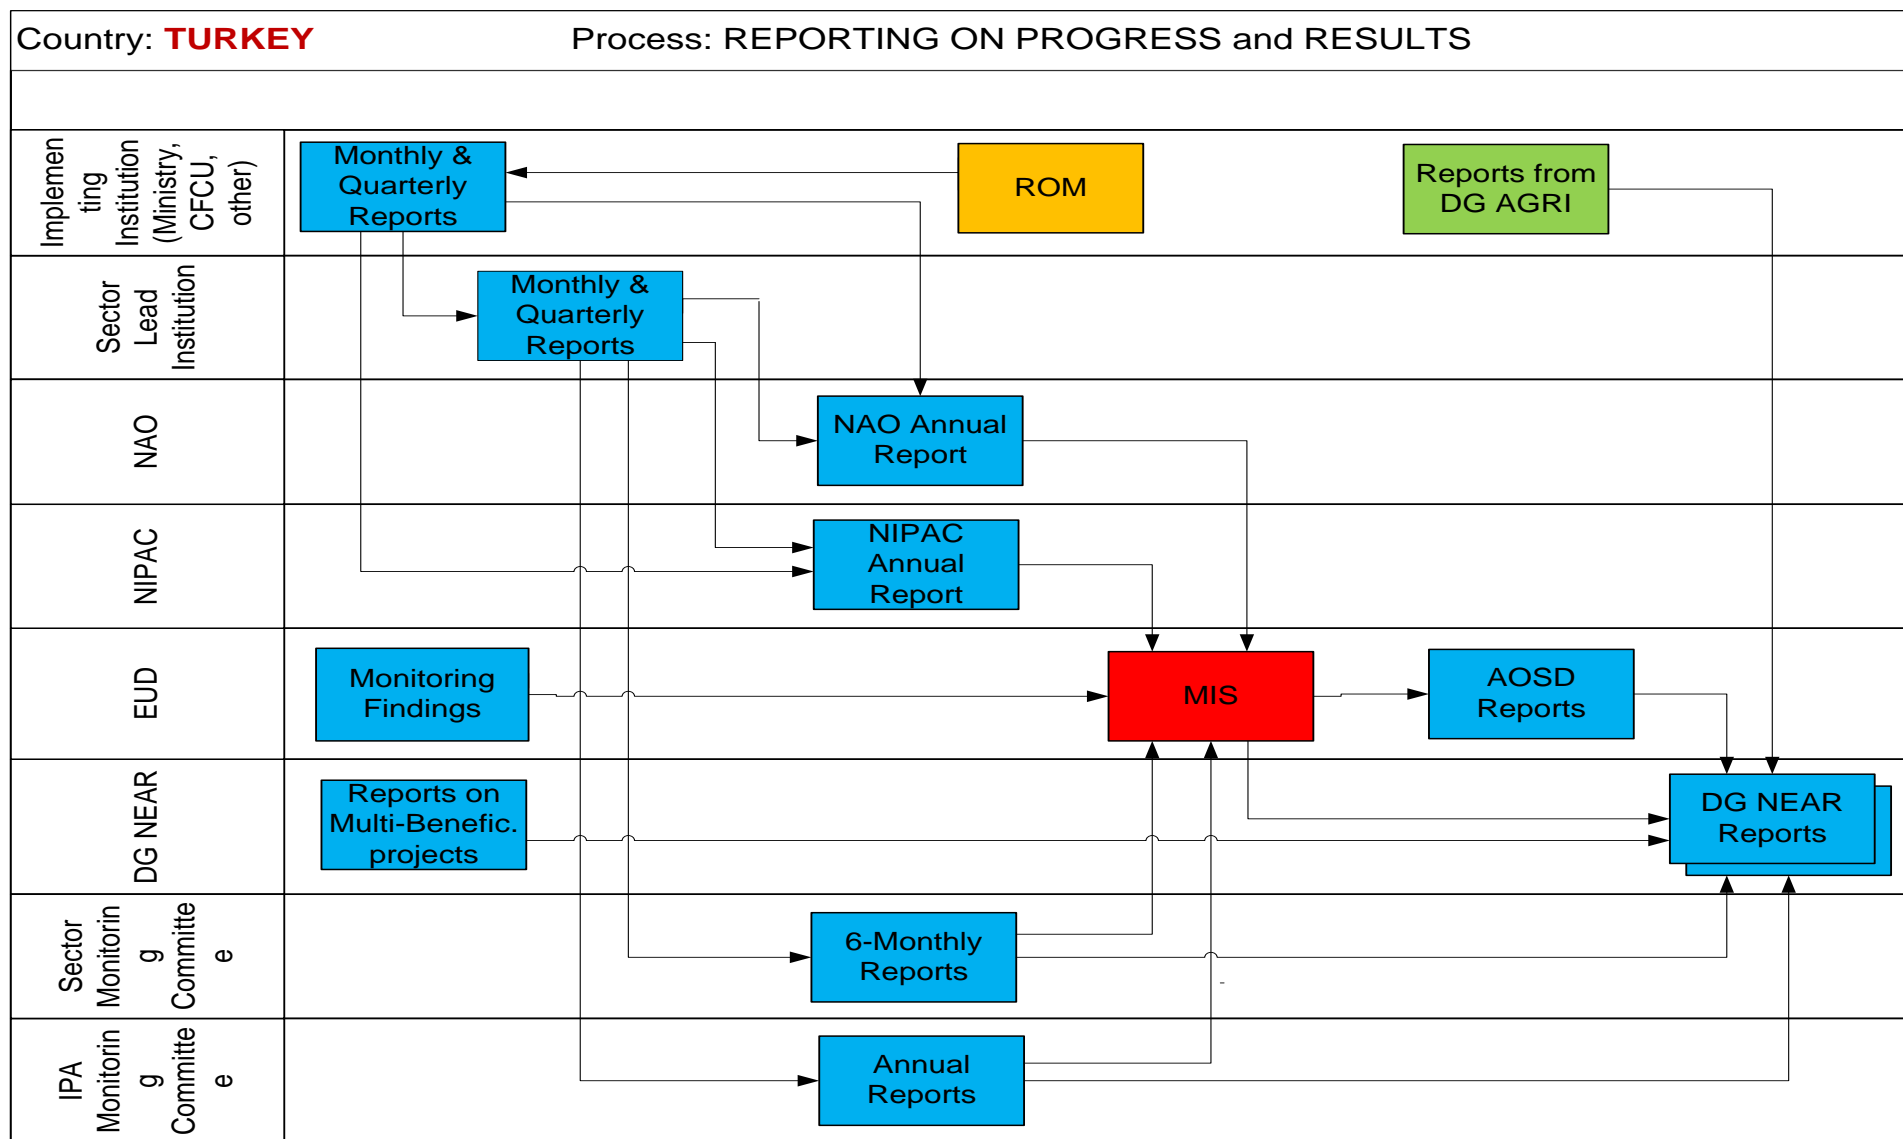 Country: TURKEY Process: REPORTING ON PROGRESS and RESULTS
Implemen
ting
Institution
(Ministry,
CFCU,
other)
Monthly &
Quarterly
Reports
ROM
Reports from
DG AGRI
Sector
Lead
Institution
Monthly &
Quarterly
Reports
NAO
NAO Annual
Report
NIPAC
NIPAC
Annual
Report
EUD
Monitoring
Findings
MIS
AOSD
Reports
DG NEAR
Reports on
Multi-Benefic.
projects
DG NEAR
Reports
Sector
Monitorin
g
Committe
e
6-Monthly
Reports
IPA
Monitorin
g
Committe
e
Annual
Reports